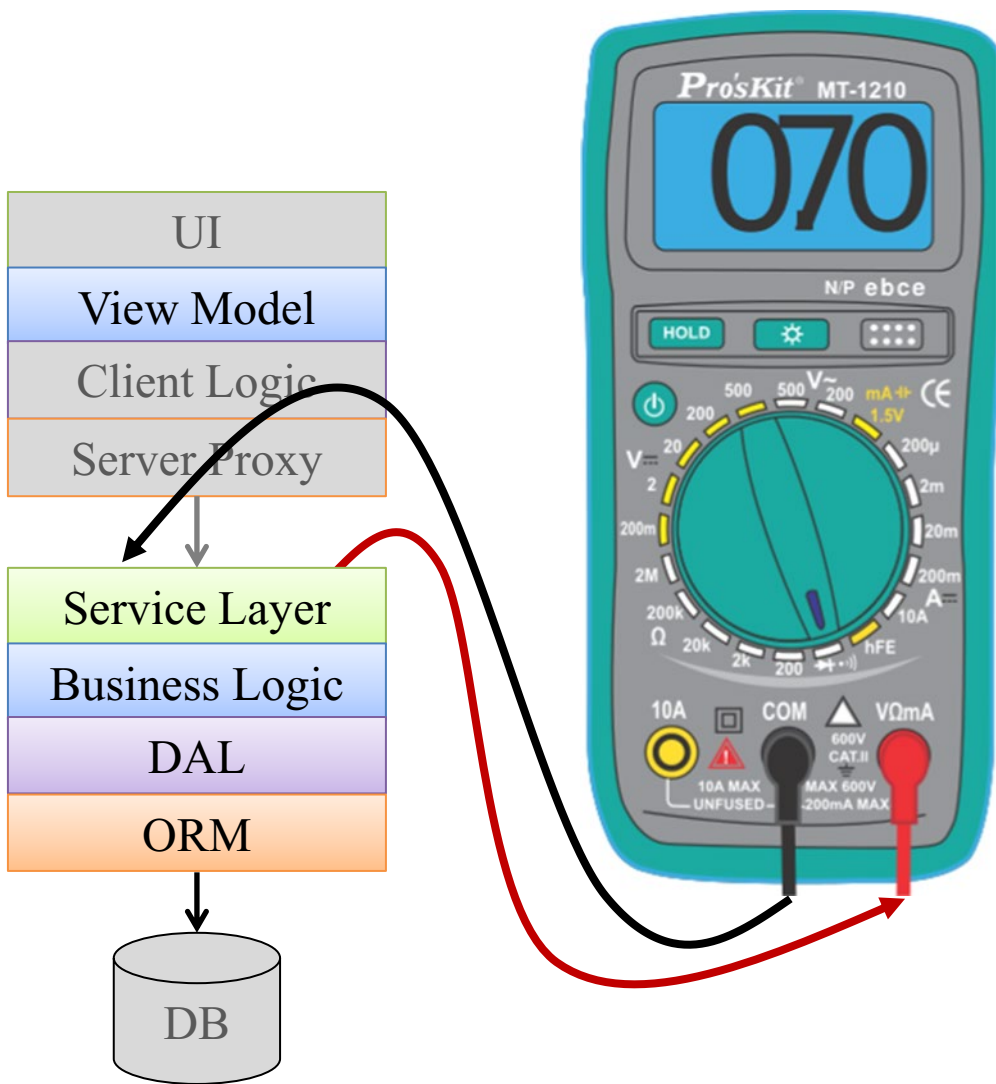 UI
View Model
Client Logic
Server Proxy
Service Layer
Business Logic
DAL
ORM
DB
Pro'sKit® MT-1210
0.70
N/P ebce
HOLD
500 500 V~ 200 mA 1.5V CE
200 200µ
20 2m
V
2 20m
200m 200m
2M 10A A
200k hFE
Ω 20k 2k 200
10A COM VΩmA
600V
CAT.II
10A MAX MAX 600V
UNFUSED 200mA MAX